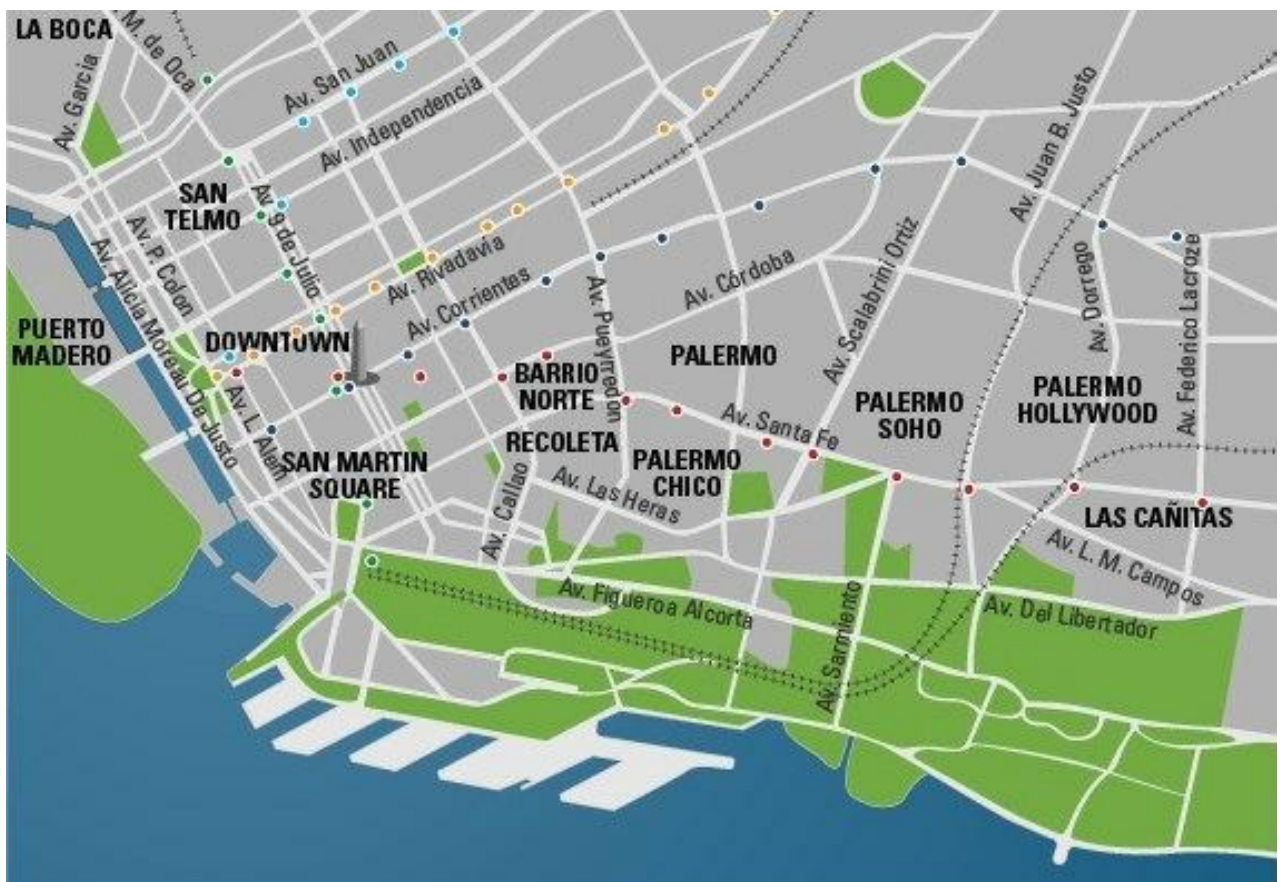 LA BOCA
M. de Oca
Av. Garcia
Av. San Juan
Av. Independencia
SAN
TELMO
Av. 9 de Julio
Av. P. Colon
Av. Alicia Moreau De Justo
Av. Rivadavia
Av. Corrientes
Av. Córdoba
Av. Pueyrredon
Av. Scalabrini Ortiz
Av. Juan B. Justo
Av. Dorrego
Av. Federico Lacroze
PUERTO
MADERO
DOWNTOWN
Av. L. Alem
BARRIO
NORTE
PALERMO
PALERMO
SOHO
PALERMO
HOLLYWOOD
RECOLETA
Av. Santa Fe
SAN MARTIN
SQUARE
Av. Callao
Av. Las Heras
PALERMO
CHICO
LAS CAÑITAS
Av. L. M. Campos
Av. Figueroa Alcorta
Av. Sarmiento
Av. Del Libertador